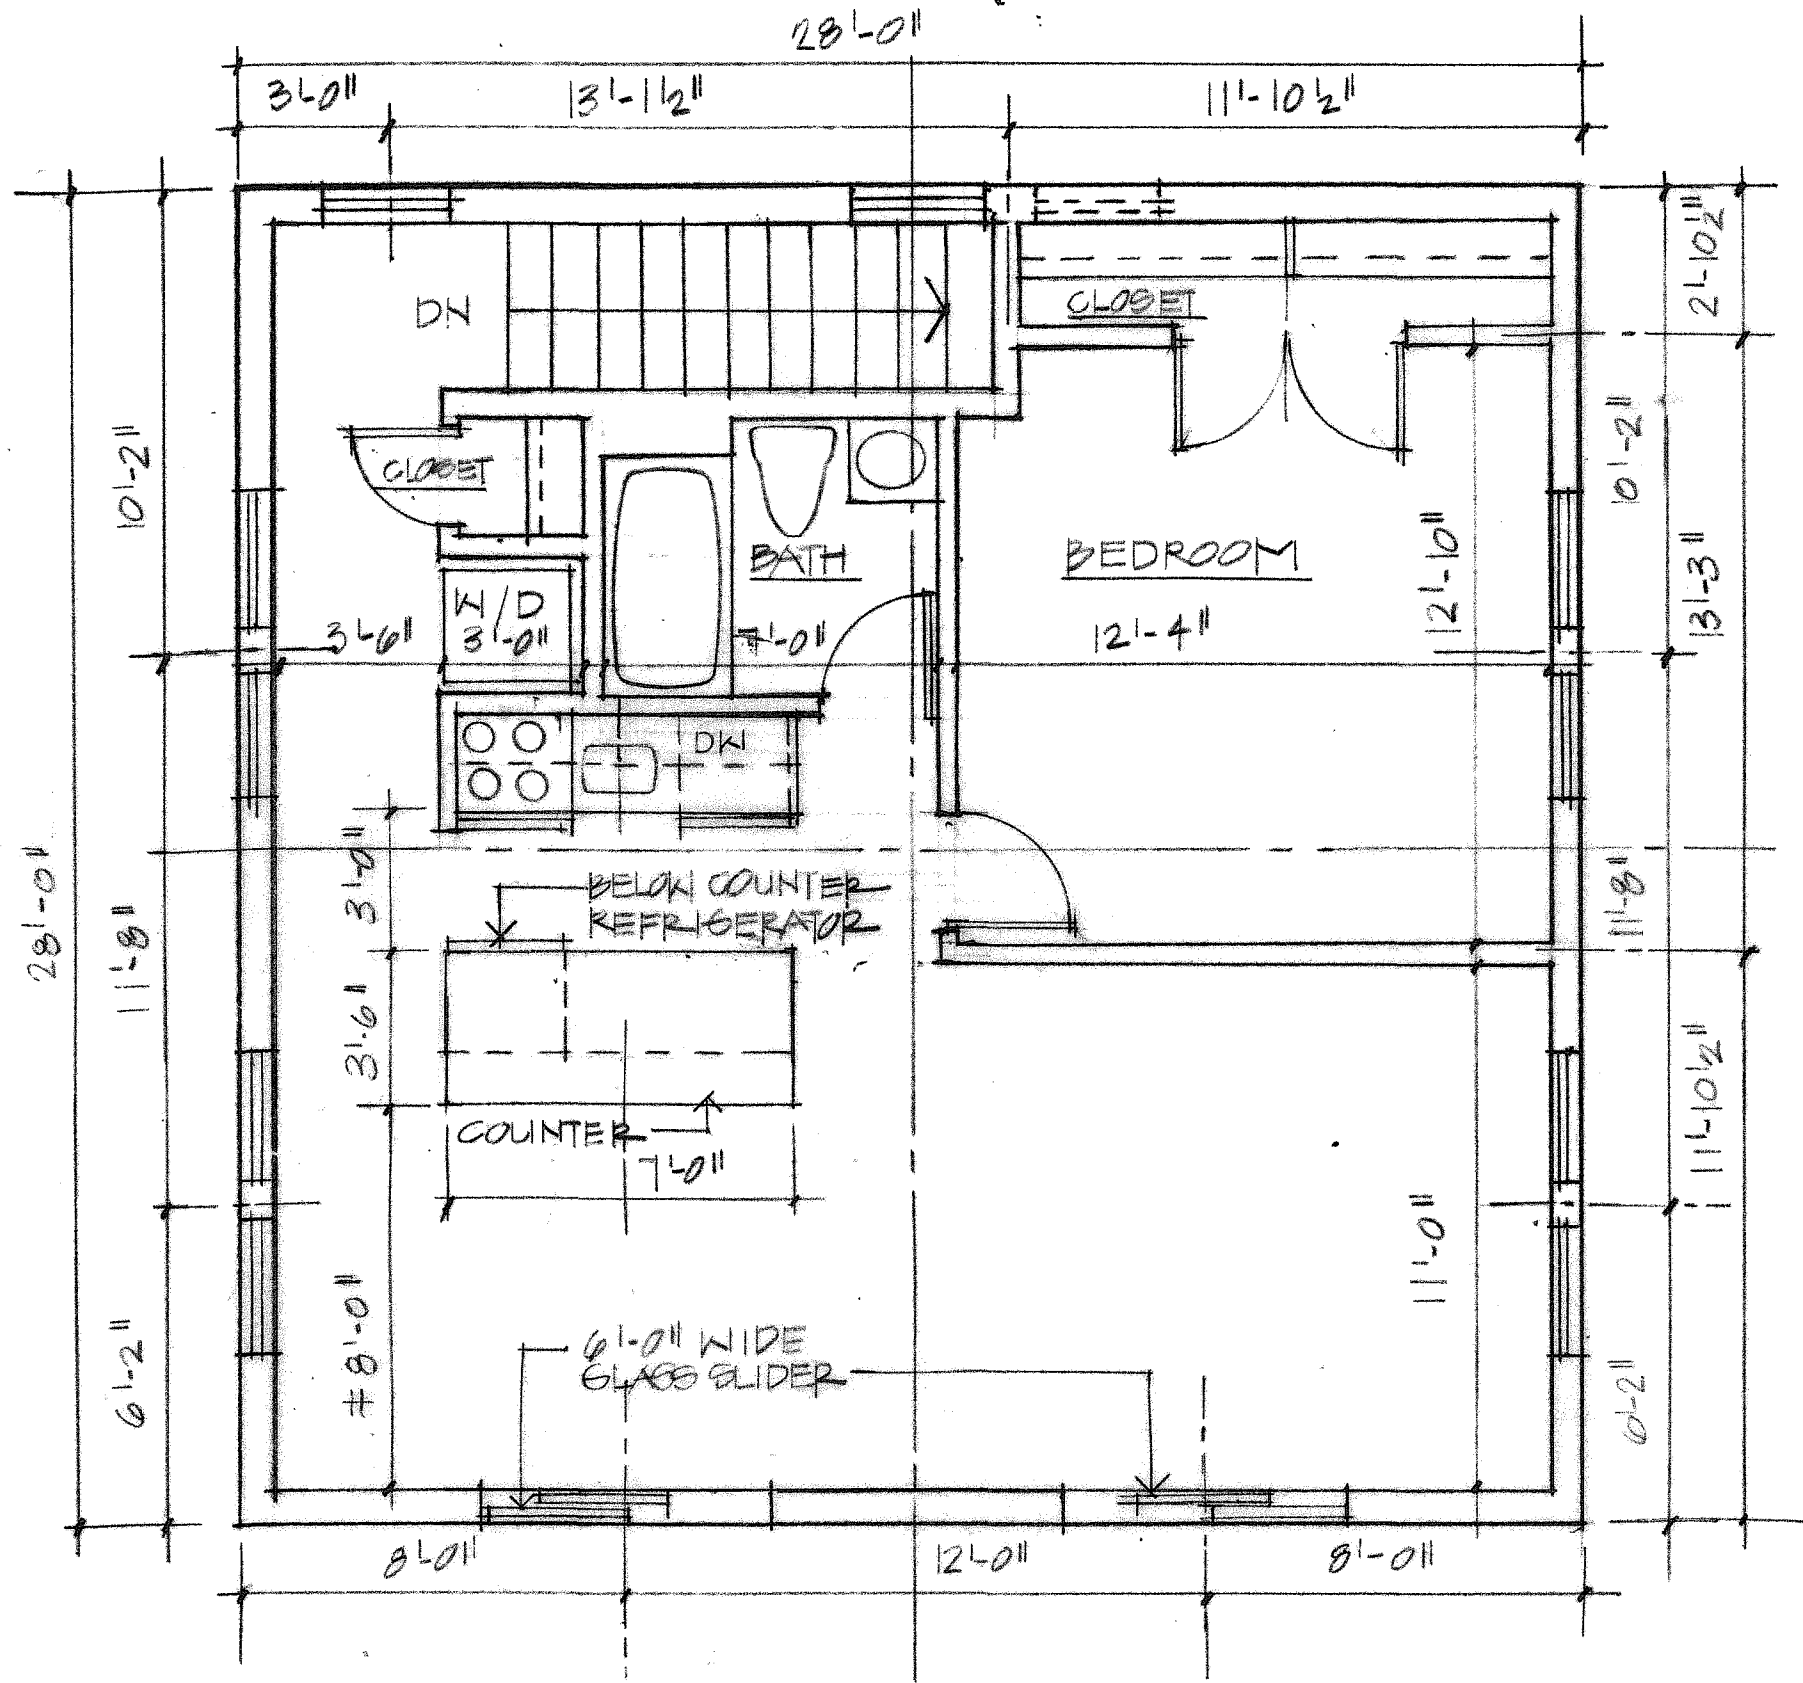 28'-0"
3'-0"
13'-1½"
11'-10½"
2'-10½"
DN
CLOSET
CLOSET
10'-2"
10'-2"
BATH
BEDROOM
12'-10"
13'-3"
W/D
3'-6"
3'-0"
7'-0"
12'-4"
DW
3'-0"
BELOW COUNTER
REFRIGERATOR
28'-0"
11'-8"
11'-8"
3'-6"
11'-10½"
COUNTER
7'-0"
11'-0"
# 8'-0"
6'-0" WIDE
GLASS SLIDER
6'-2"
6'-2"
8'-0"
12'-0"
8'-0"